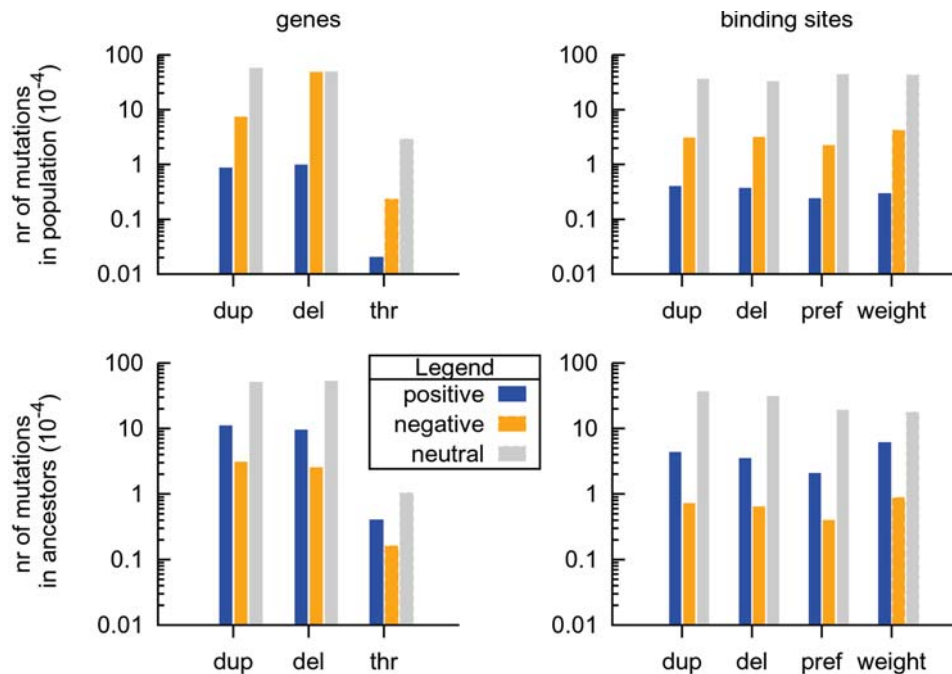 genes
binding sites
nr of mutations
in population (10⁻⁴)
100
10
1
0.1
0.01
dup del thr
100
10
1
0.1
0.01
dup del pref weight
nr of mutations
in ancestors (10⁻⁴)
100
10
1
0.1
0.01
dup del thr
Legend
positive
negative
neutral
100
10
1
0.1
0.01
dup del pref weight